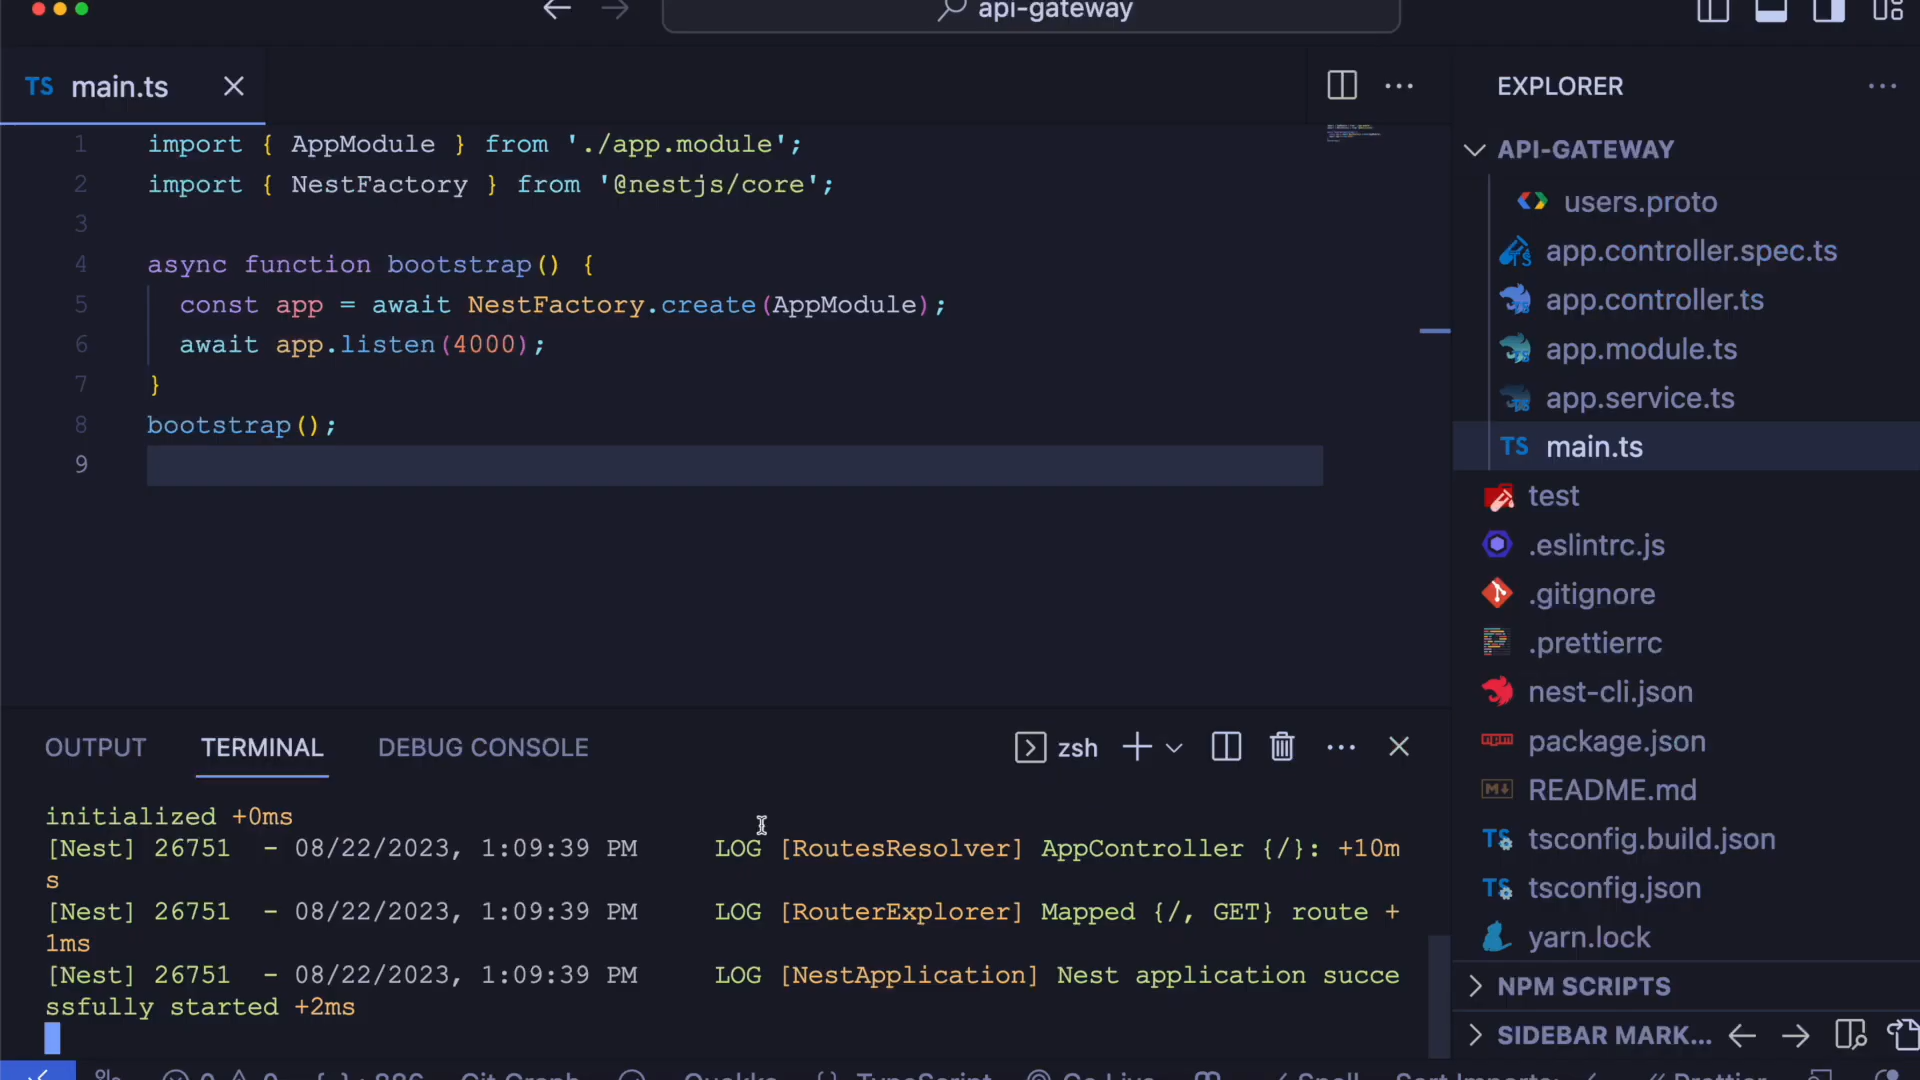 api-gateway
TS main.ts
EXPLORER
API-GATEWAY
1 import { AppModule } from './app.module';
2 import { NestFactory } from '@nestjs/core';
3
4 async function bootstrap() {
5 const app = await NestFactory.create(AppModule);
6 await app.listen(4000);
7 }
8 bootstrap();
9
users.proto
app.controller.spec.ts
app.controller.ts
app.module.ts
app.service.ts
TS main.ts
test
.eslintrc.js
.gitignore
.prettierrc
nest-cli.json
npm package.json
README.md
TS tsconfig.build.json
TS tsconfig.json
yarn.lock
NPM SCRIPTS
SIDEBAR MARK...
OUTPUT TERMINAL DEBUG CONSOLE
zsh
initialized +0ms
[Nest] 26751 - 08/22/2023, 1:09:39 PM LOG [RoutesResolver] AppController {/}: +10m
s
[Nest] 26751 - 08/22/2023, 1:09:39 PM LOG [RouterExplorer] Mapped {/, GET} route +
1ms
[Nest] 26751 - 08/22/2023, 1:09:39 PM LOG [NestApplication] Nest application succe
ssfully started +2ms